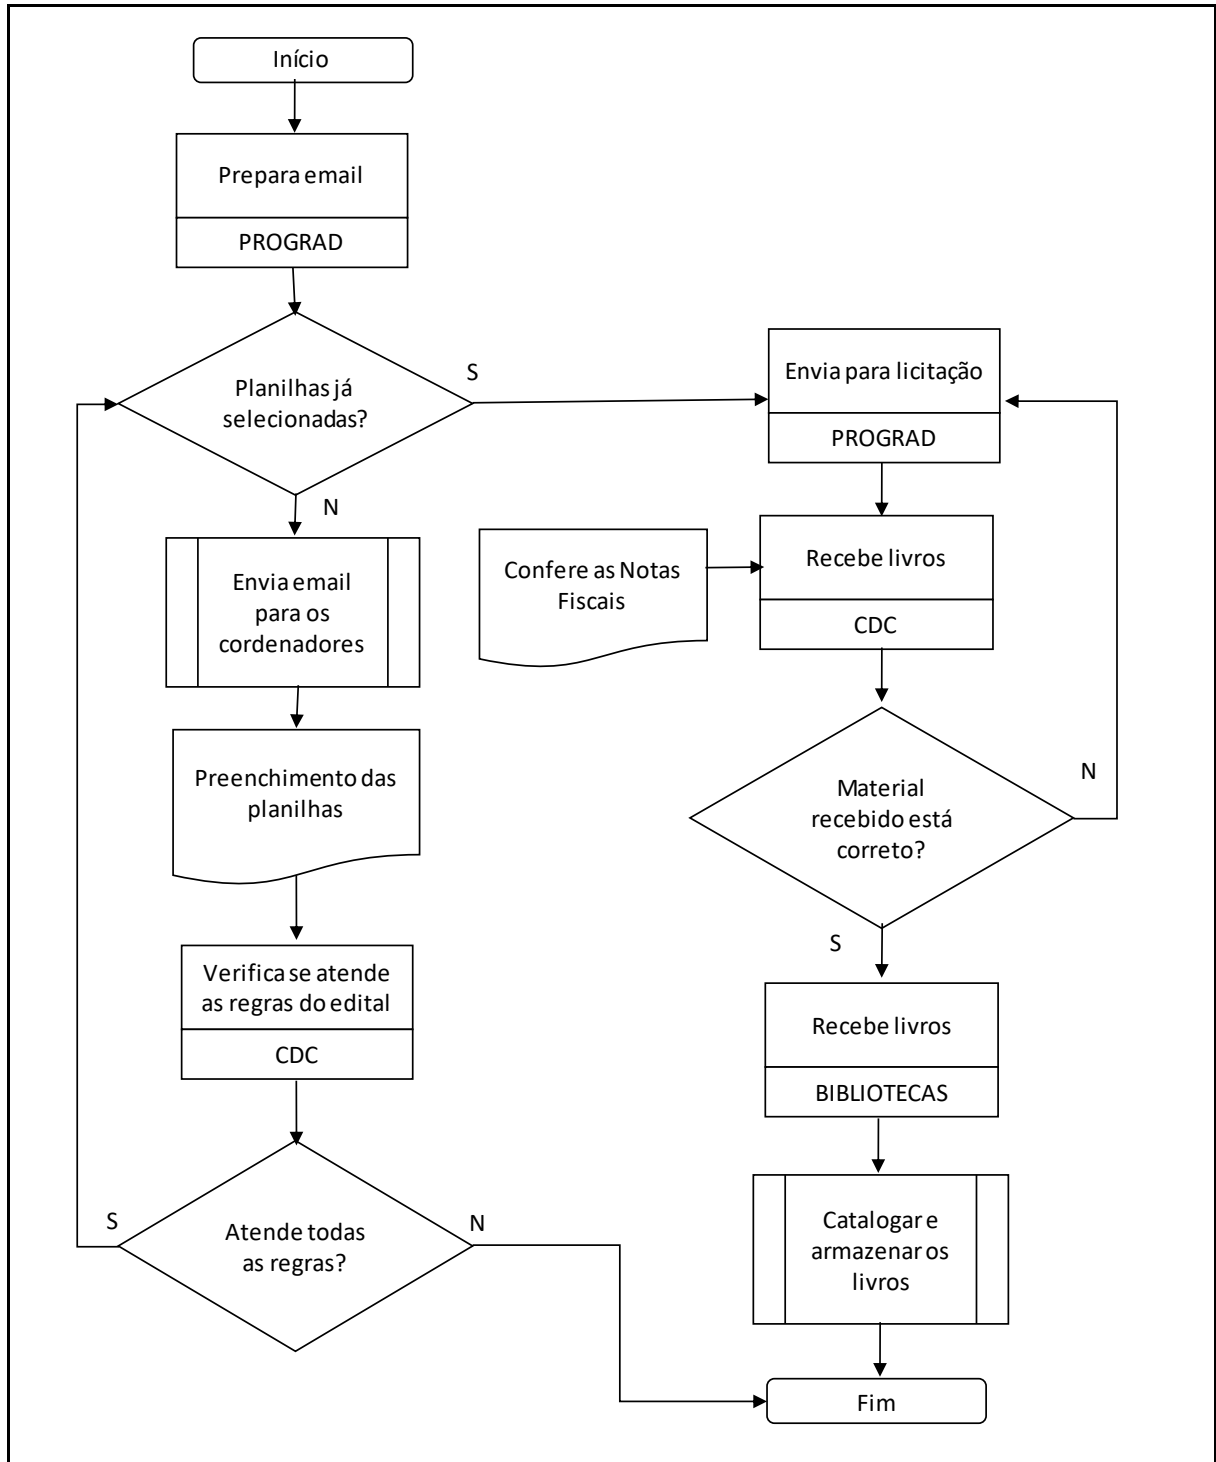 Início
Prepara email
PROGRAD
Planilhas já
selecionadas?
S
N
Envia email
para os
cordenadores
Preenchimento das
planilhas
Verifica se atende
as regras do edital
CDC
Atende todas
as regras?
S
N
Envia para licitação
PROGRAD
Confere as Notas
Fiscais
Recebe livros
CDC
Material
recebido está
correto?
N
S
Recebe livros
BIBLIOTECAS
Catalogar e
armazenar os
livros
Fim